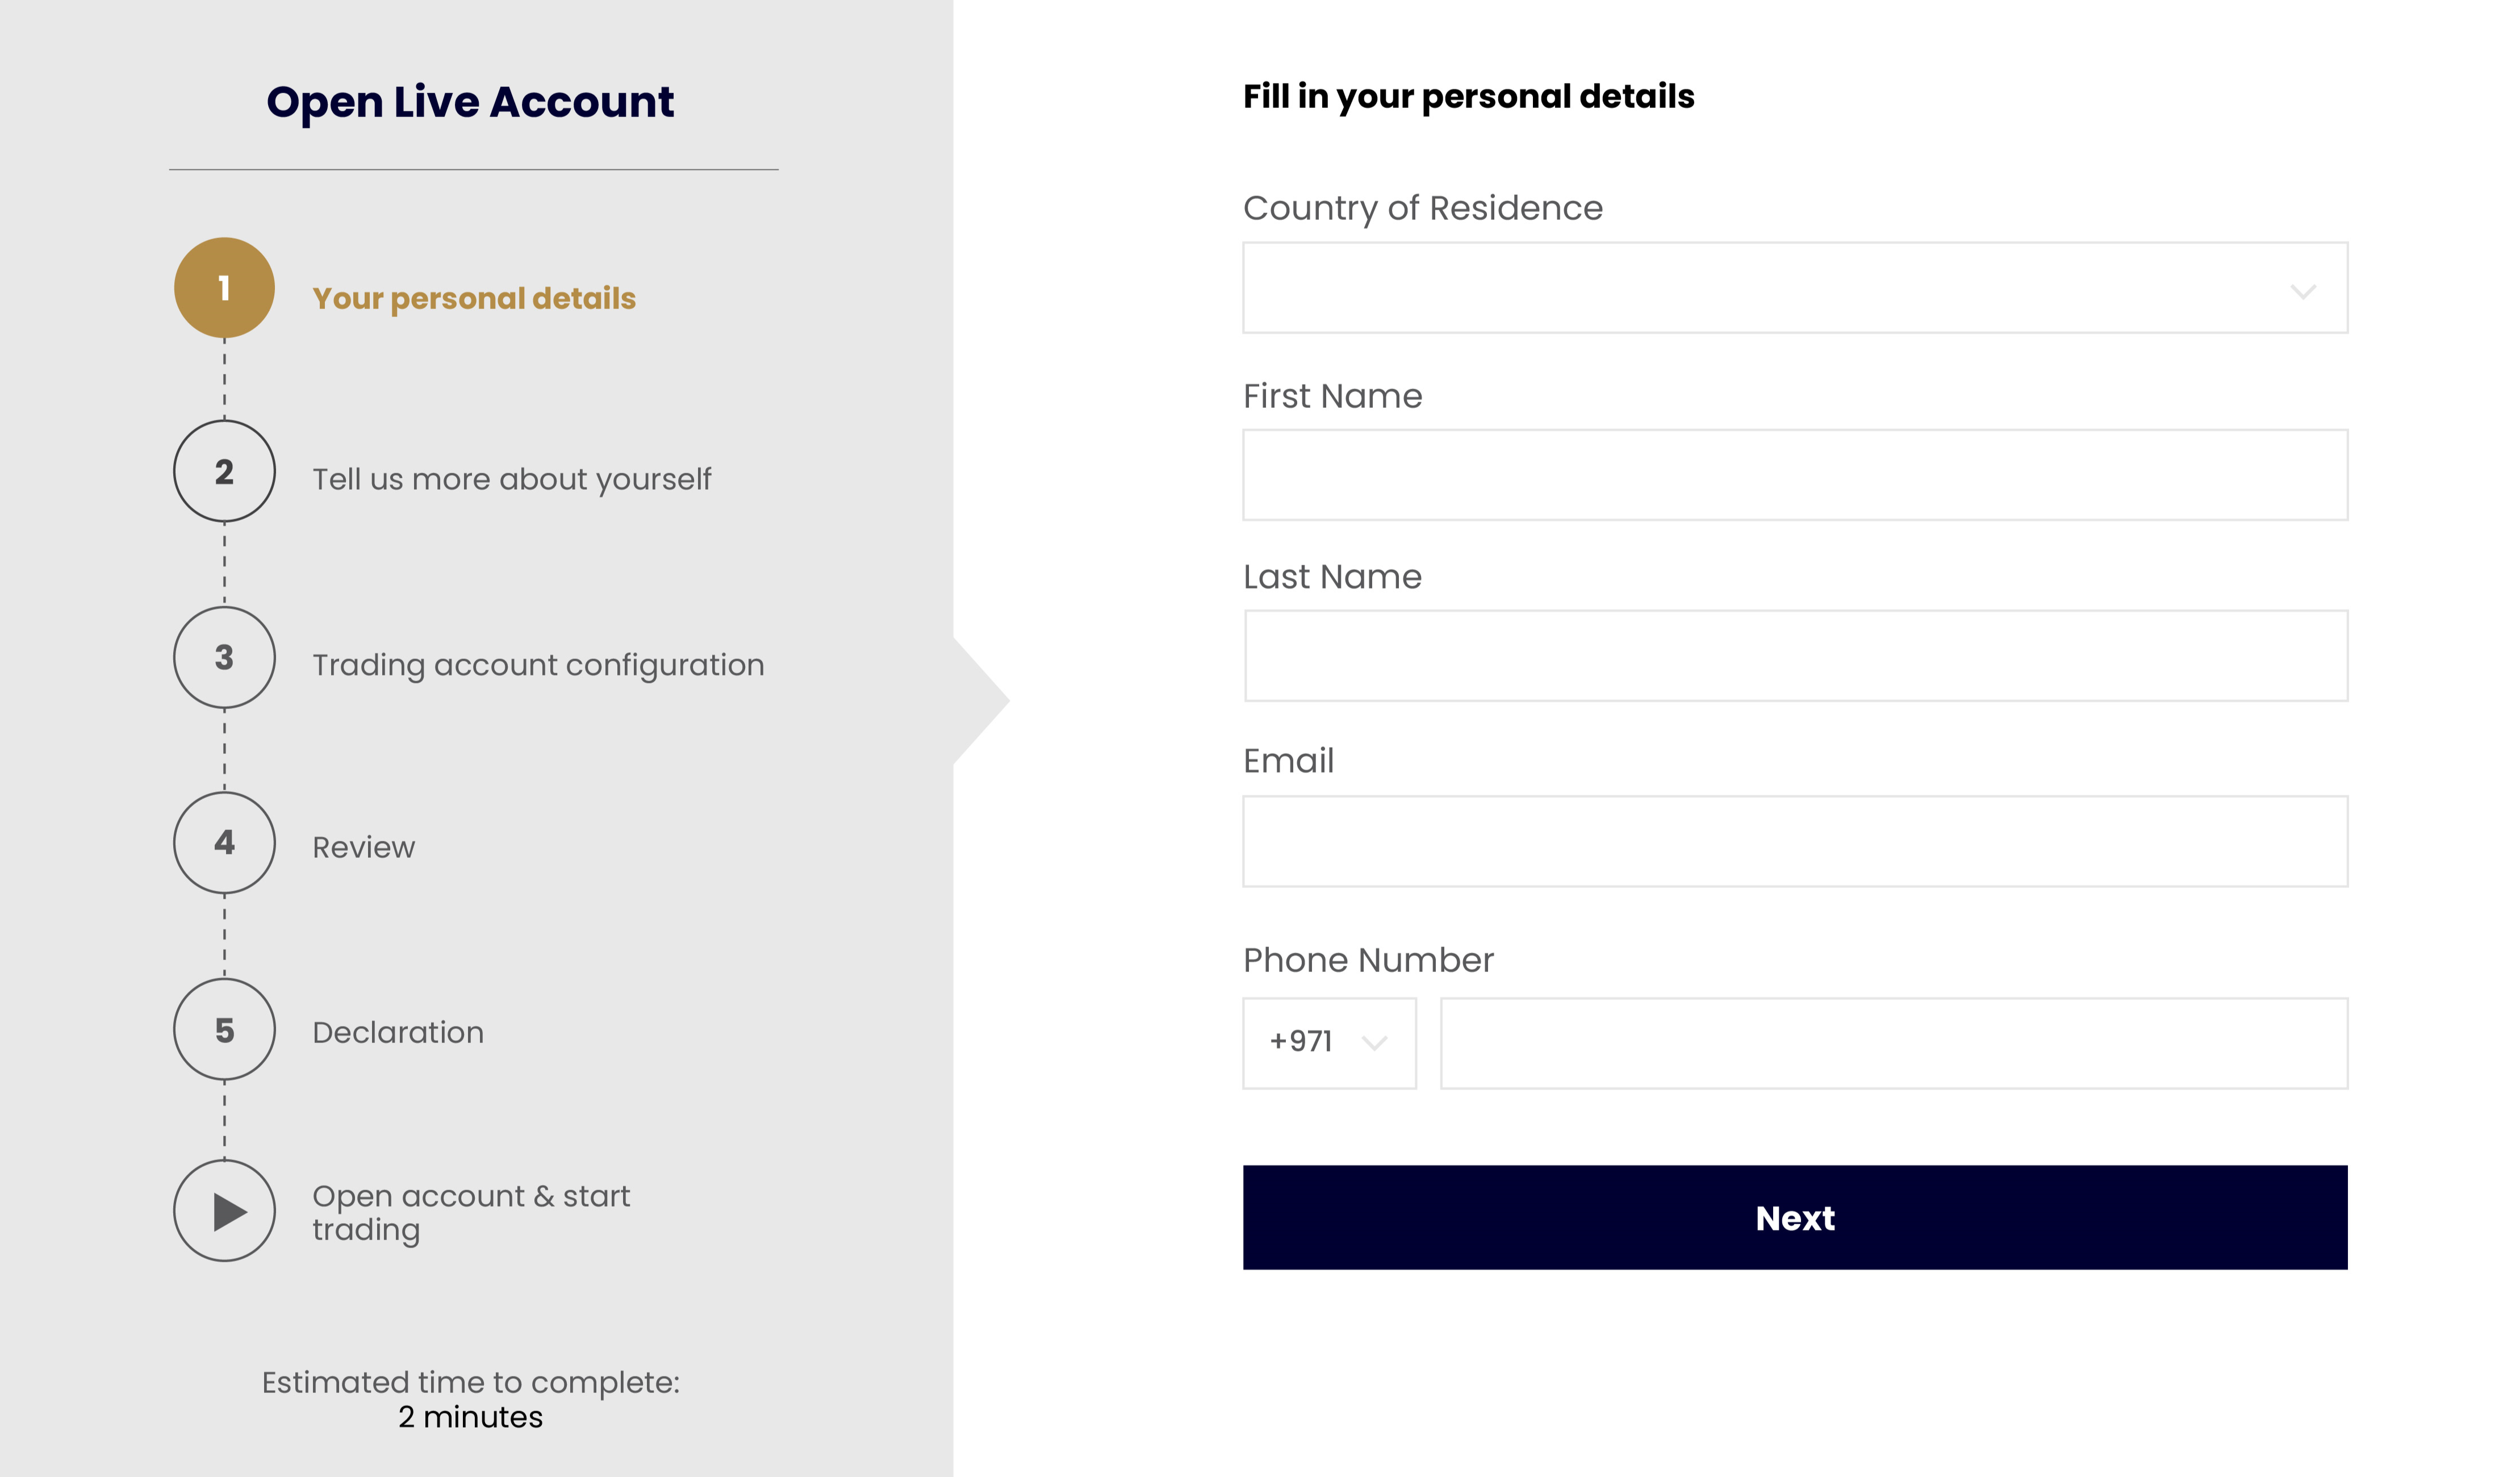 Open Live Account
1
Your personal details
2
Tell us more about yourself
3
Trading account configuration
4
Review
5
Declaration
Open account & start
trading
Estimated time to complete:
2 minutes
Fill in your personal details
Country of Residence
First Name
Last Name
Email
Phone Number
+971
Next